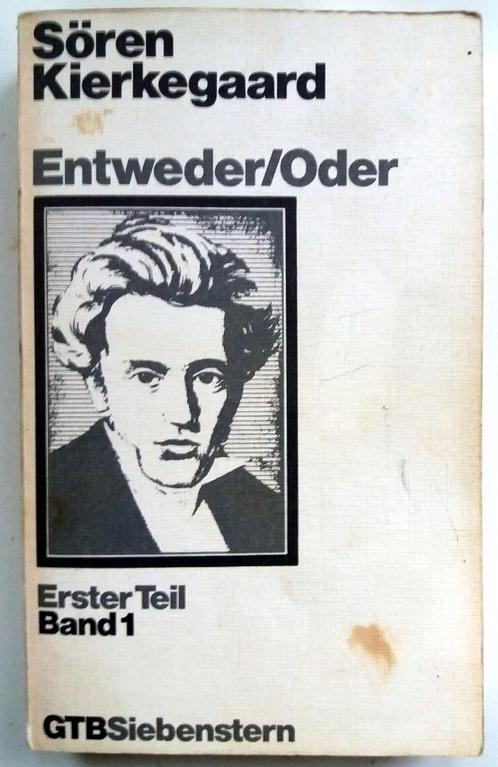 Sören
Kierkegaard
Entweder/Oder
Erster Teil
Band 1
GTBSiebenstern